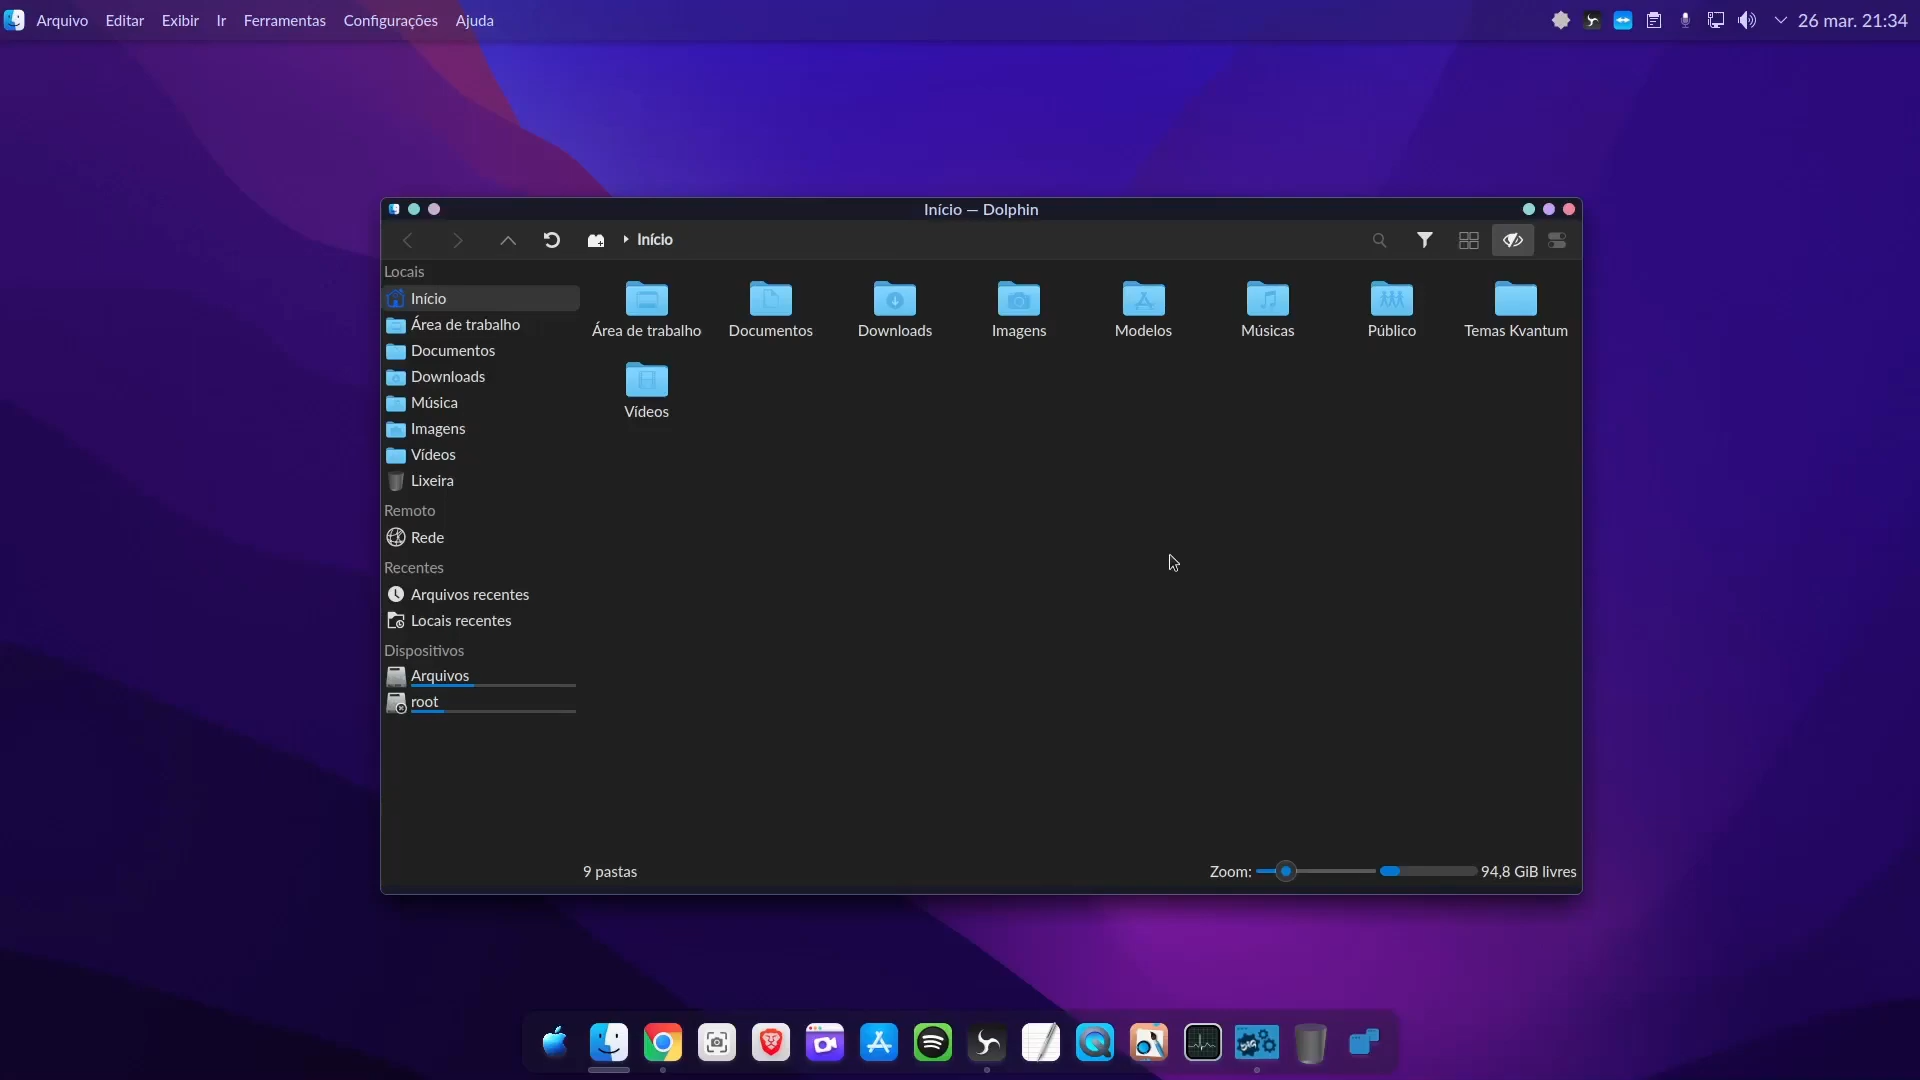 Arquivo Editar Exibir Ir Ferramentas Configurações Ajuda
26 mar. 21:34
Início — Dolphin
Início
Locais
Início
Área de trabalho
Documentos
Downloads
Música
Imagens
Vídeos
Lixeira
Remoto
Rede
Recentes
Arquivos recentes
Locais recentes
Dispositivos
Arquivos
root
Área de trabalho Documentos Downloads Imagens Modelos Músicas Público Temas Kvantum
Vídeos
9 pastas
Zoom: 94,8 GiB livres